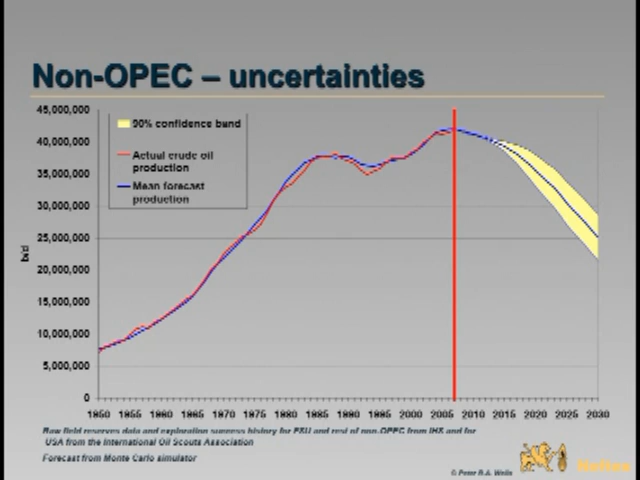 Non-OPEC – uncertainties
45,000,000
40,000,000
35,000,000
30,000,000
25,000,000
20,000,000
15,000,000
10,000,000
5,000,000
0
b/d
90% confidence band
Actual crude oil
production
Mean forecast
production
1950 1955 1960 1965 1970 1975 1980 1985 1990 1995 2000 2005 2010 2015 2020 2025 2030
Raw field reserves data and exploration success history for FSU and rest of non-OPEC from IHS and for
USA from the International Oil Scouts Association
Forecast from Monte Carlo simulator
© Peter R.A. Wells